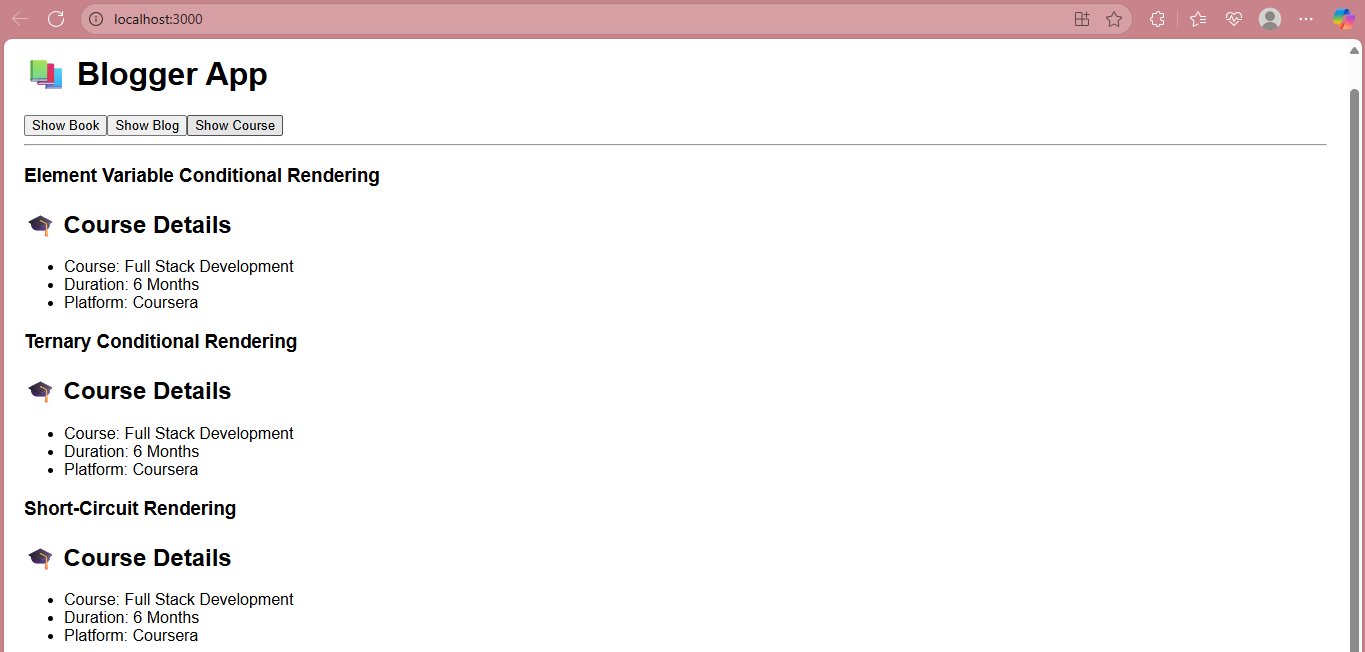 localhost:3000
Blogger App
Show Book Show Blog Show Course
Element Variable Conditional Rendering
Course Details
Course: Full Stack Development
Duration: 6 Months
Platform: Coursera
Ternary Conditional Rendering
Course Details
Course: Full Stack Development
Duration: 6 Months
Platform: Coursera
Short-Circuit Rendering
Course Details
Course: Full Stack Development
Duration: 6 Months
Platform: Coursera